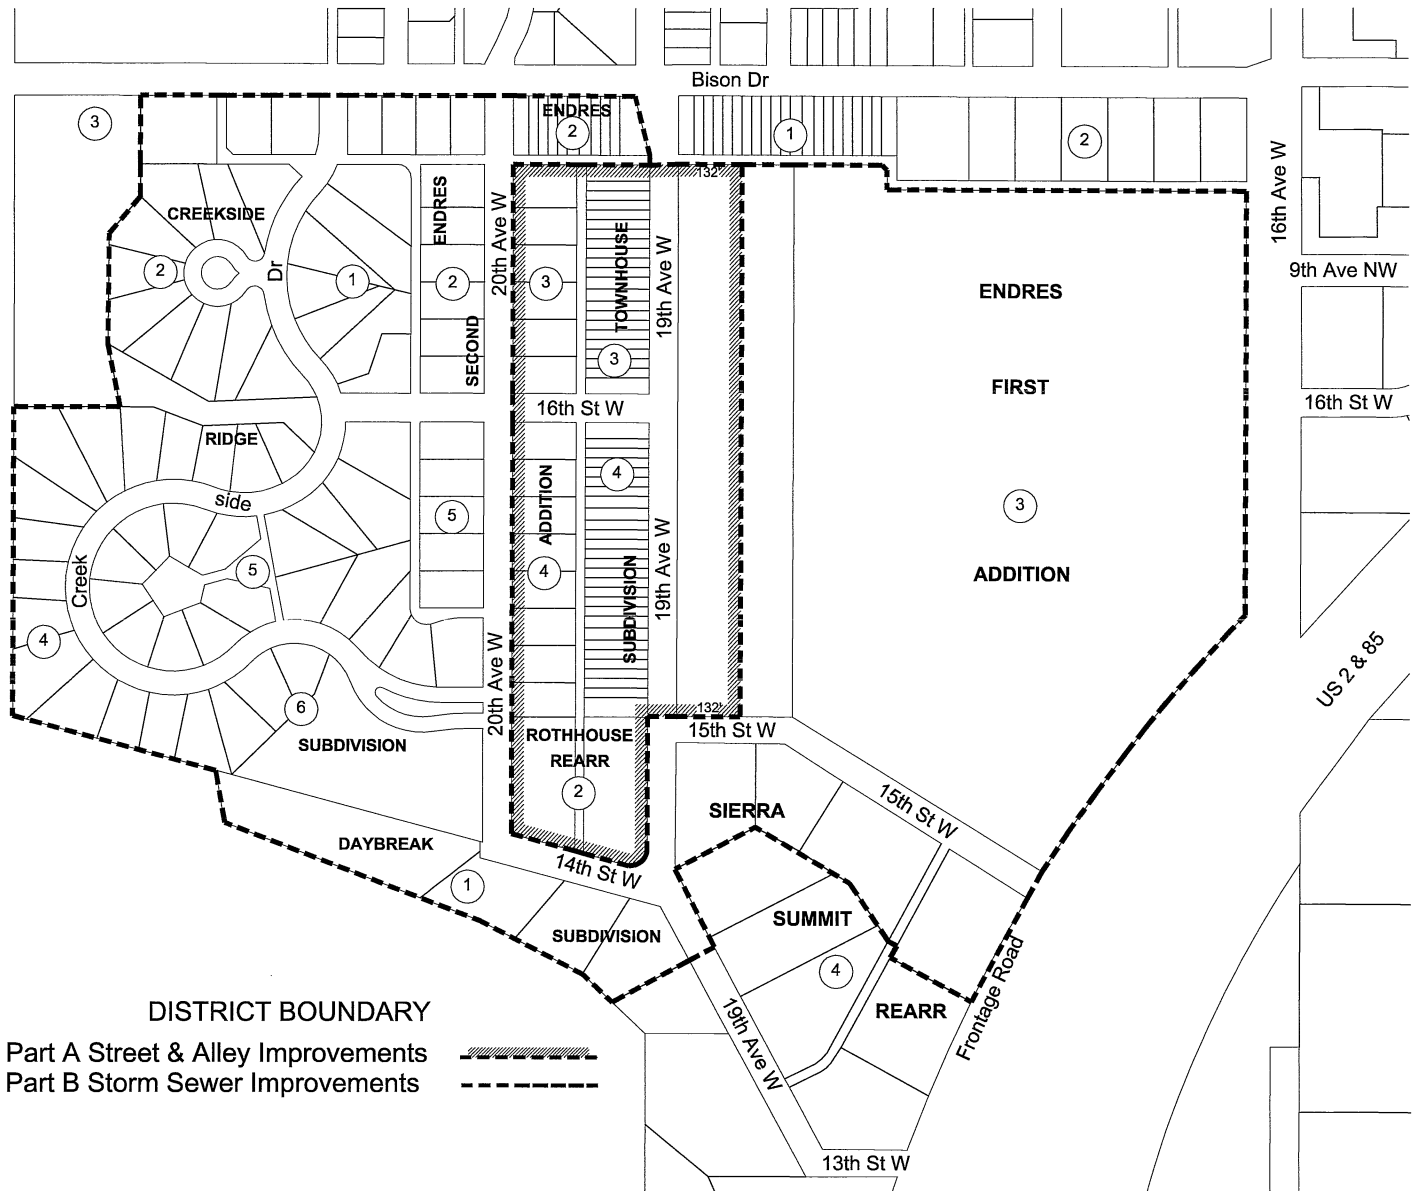 Bison Dr
3
ENDRES
2
1
2
132'
16th Ave W
CREEKSIDE
ENDRES
20th Ave W
TOWNHOUSE
19th Ave W
Dr
2
1
2
3
9th Ave NW
ENDRES
SECOND
3
FIRST
16th St W
16th St W
RIDGE
4
side
ADDITION
5
3
4
SUBDIVISION
19th Ave W
ADDITION
Creek
5
4
20th Ave W
US 2 & 85
6
132'
SUBDIVISION
ROTHHOUSE
REARR
15th St W
2
15th St W
SIERRA
DAYBREAK
14th St W
1
SUMMIT
SUBDIVISION
4
Frontage Road
REARR
19th Ave W
13th St W
DISTRICT BOUNDARY
Part A Street & Alley Improvements
Part B Storm Sewer Improvements